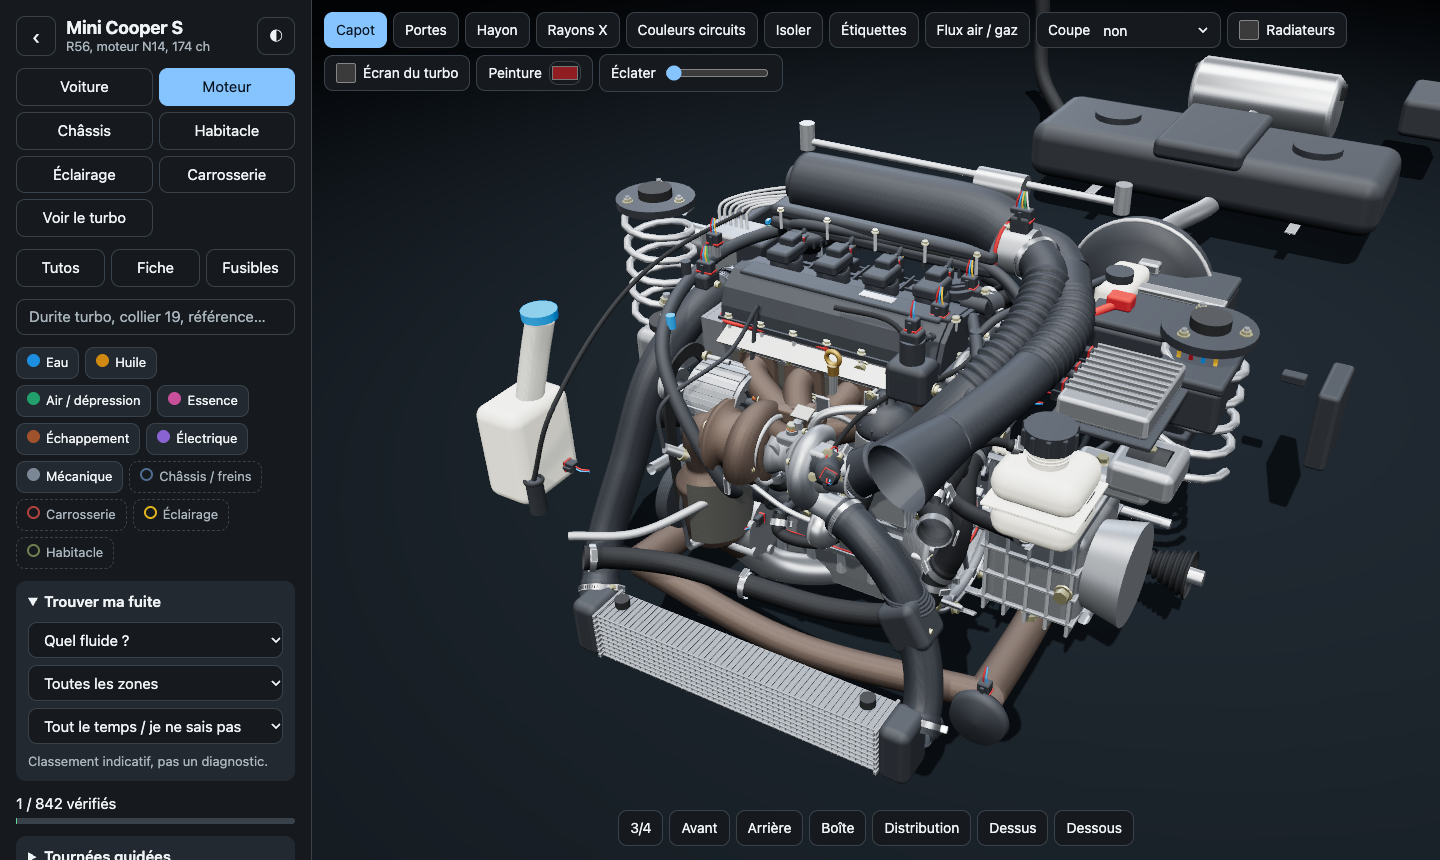 Mini Cooper S
R56, moteur N14, 174 ch
Voiture
Moteur
Châssis
Habitacle
Éclairage
Carrosserie
Voir le turbo
Tutos
Fiche
Fusibles
Durite turbo, collier 19, référence...
Eau
Huile
Air / dépression
Essence
Échappement
Électrique
Mécanique
Châssis / freins
Carrosserie
Éclairage
Habitacle
Trouver ma fuite
Quel fluide ?
Toutes les zones
Tout le temps / je ne sais pas
Classement indicatif, pas un diagnostic.
1 / 842 vérifiés
Tournées guidées
Capot
Portes
Hayon
Rayons X
Couleurs circuits
Isoler
Étiquettes
Flux air / gaz
Coupe non
Radiateurs
Écran du turbo
Peinture
Éclater
3/4
Avant
Arrière
Boîte
Distribution
Dessus
Dessous